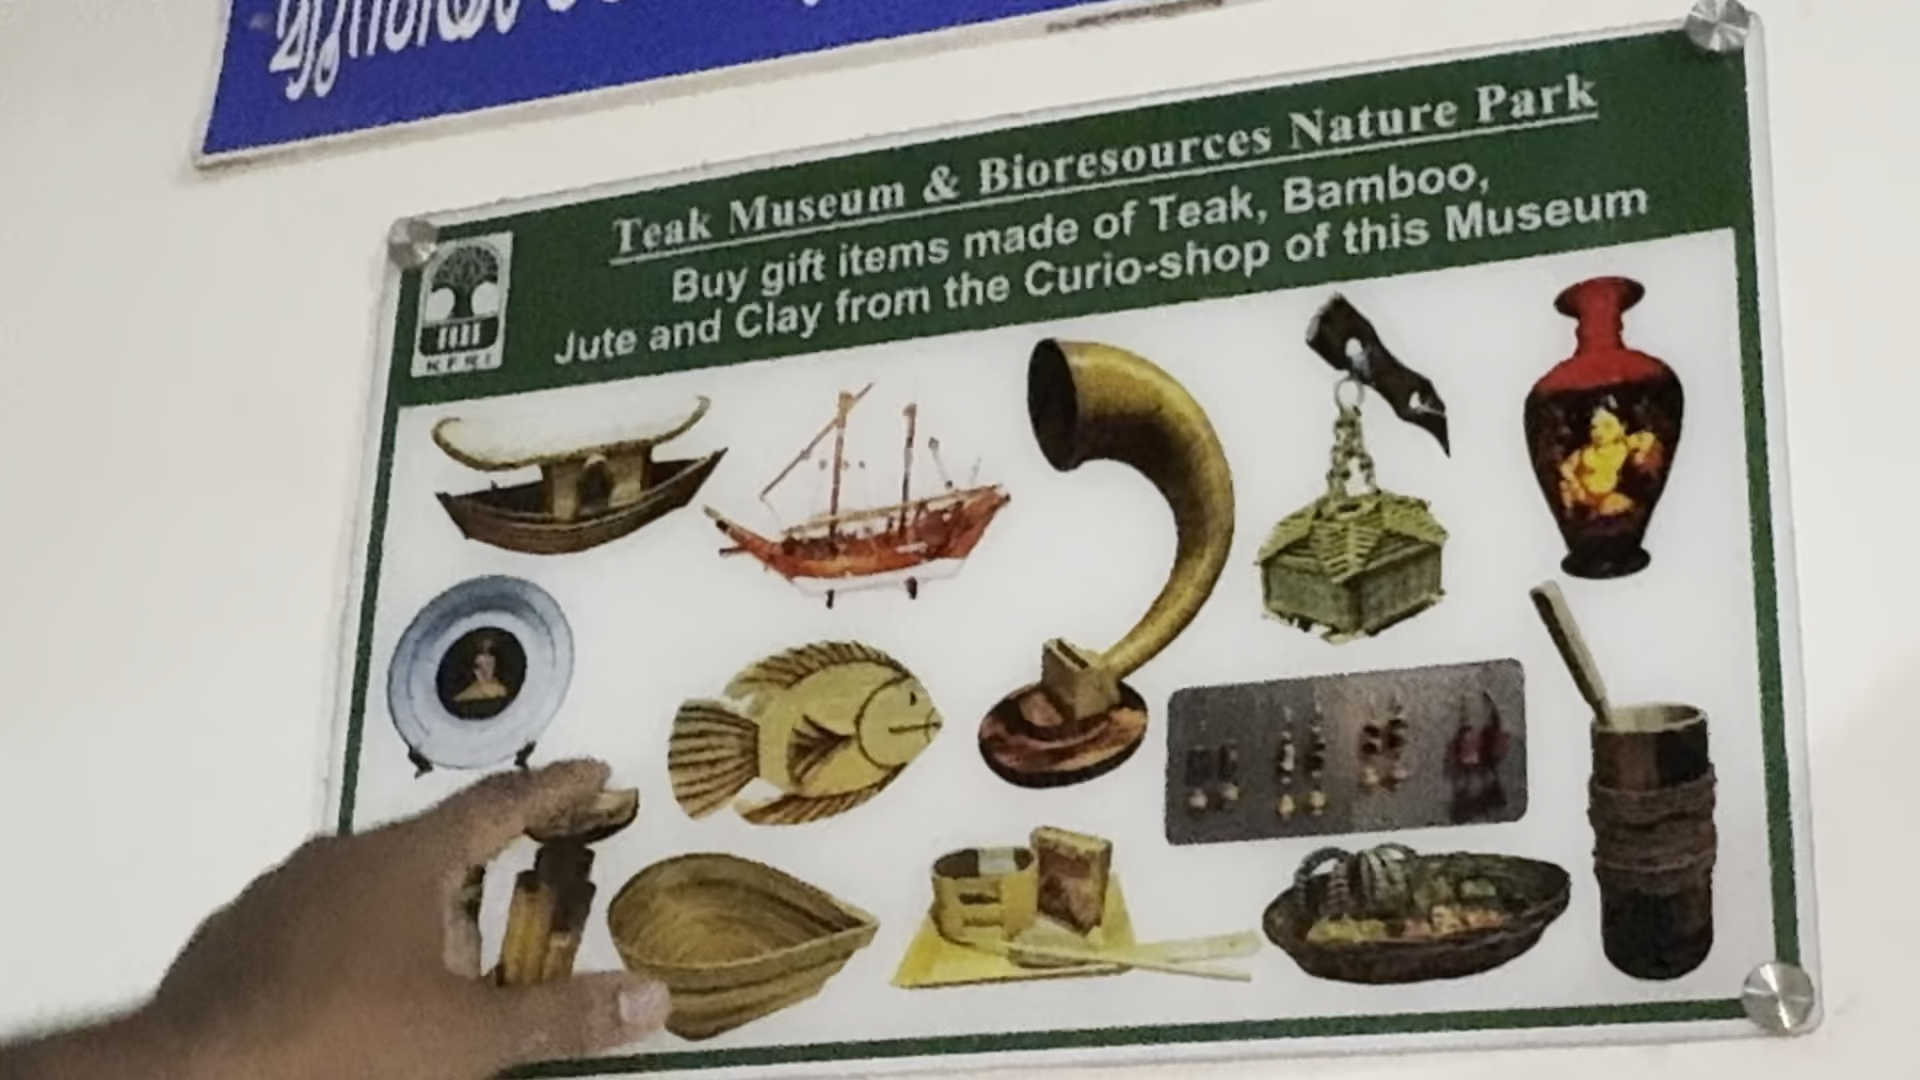 Teak Museum & Bioresources Nature Park
Buy gift items made of Teak, Bamboo,
Jute and Clay from the Curio-shop of this Museum
KFRI